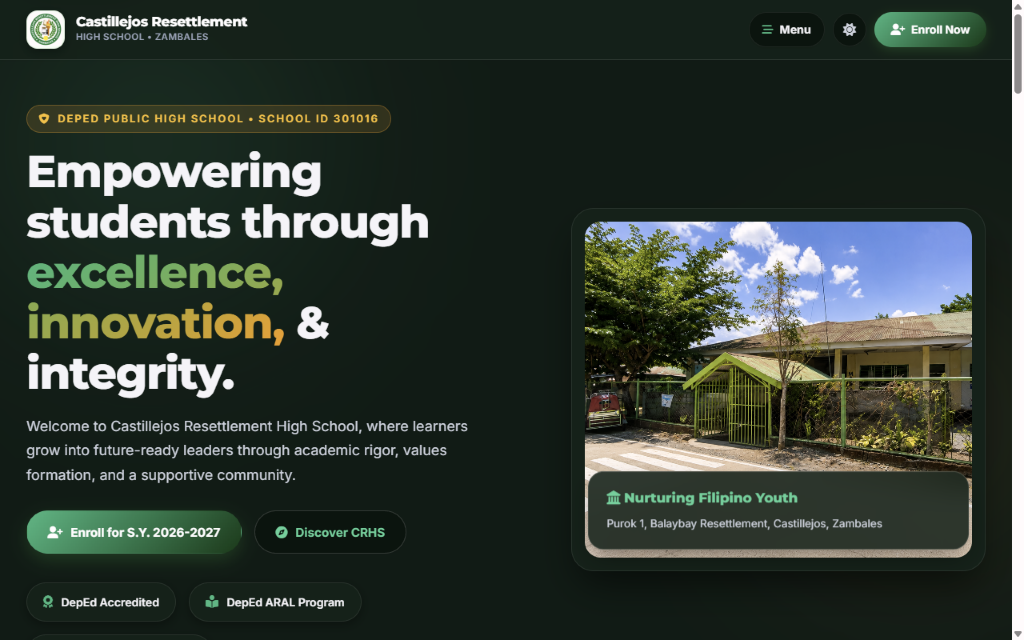 Castillejos Resettlement
HIGH SCHOOL • ZAMBALES
Menu
Enroll Now
DEPED PUBLIC HIGH SCHOOL • SCHOOL ID 301016
Empowering
students through
excellence,
innovation, &
integrity.
Welcome to Castillejos Resettlement High School, where learners
grow into future-ready leaders through academic rigor, values
formation, and a supportive community.
Enroll for S.Y. 2026-2027
Discover CRHS
DepEd Accredited
DepEd ARAL Program
Nurturing Filipino Youth
Purok 1, Balaybay Resettlement, Castillejos, Zambales